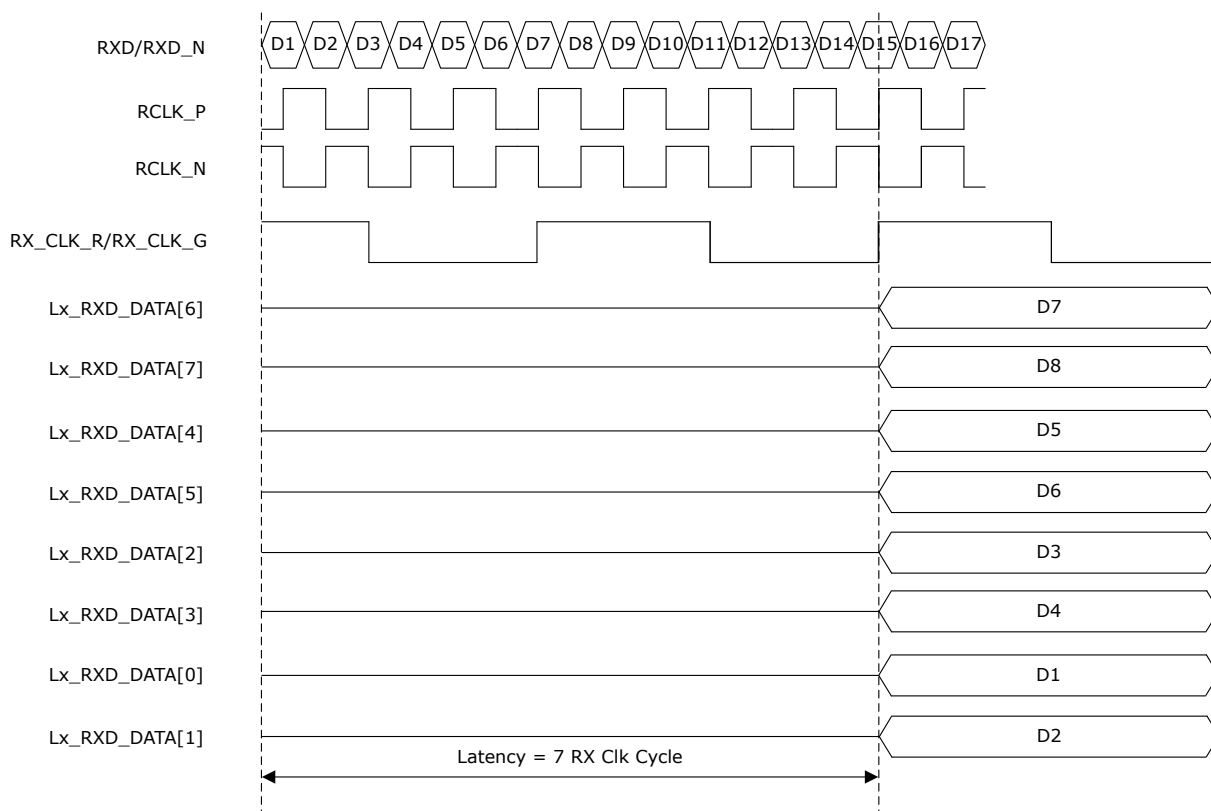 RXD/RXD_N D1 D2 D3 D4 D5 D6 D7 D8 D9 D10 D11 D12 D13 D14 D15 D16 D17
RCLK_P
RCLK_N
RX_CLK_R/RX_CLK_G
Lx_RXD_DATA[6] D7
Lx_RXD_DATA[7] D8
Lx_RXD_DATA[4] D5
Lx_RXD_DATA[5] D6
Lx_RXD_DATA[2] D3
Lx_RXD_DATA[3] D4
Lx_RXD_DATA[0] D1
Lx_RXD_DATA[1] D2
Latency = 7 RX Clk Cycle